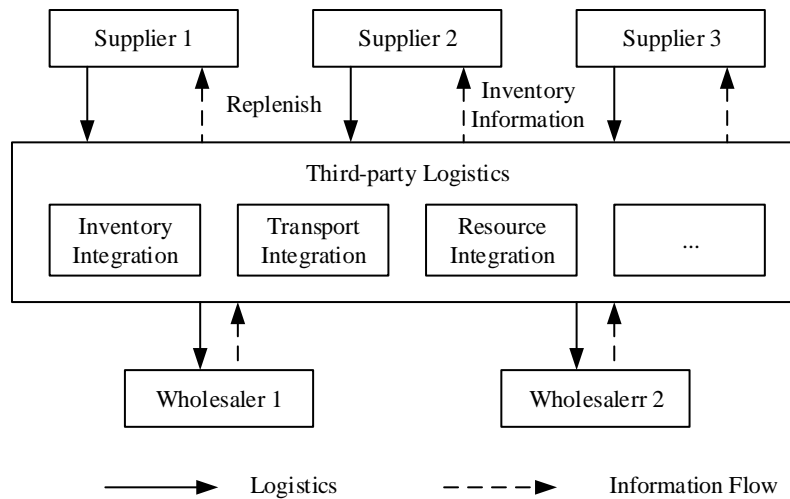 Supplier 1
Supplier 2
Supplier 3
Replenish
Inventory
Information
Third-party Logistics
Inventory
Integration
Transport
Integration
Resource
Integration
...
Wholesaler 1
Wholesalerr 2
Logistics
Information Flow